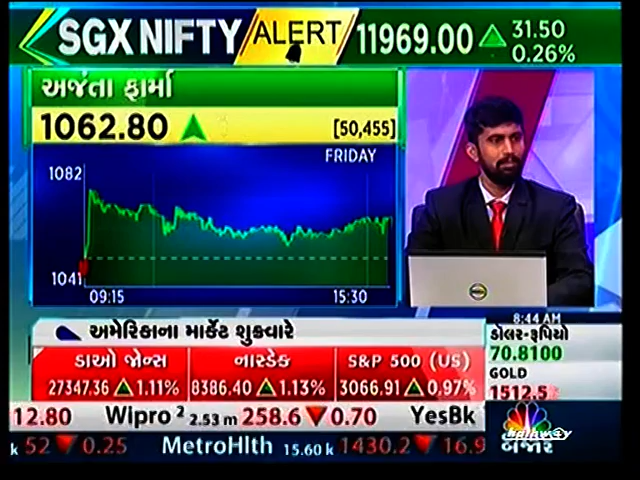 SGX NIFTY ALERT 11969.00 31.50
0.26%
અજંતા ફાર્મા
1062.80 [50,455]
FRIDAY
1082
1041
09:15 15:30
8:44 AM
અમેરિકાના માર્કેટ શુક્રવારે
ડાઓ જોન્સ નાસ્ડેક S&P 500 (US)
27347.36 1.11% 8386.40 1.13% 3066.91 0.97%
ડોલર-રૂપિયો
70.8100
GOLD
1512.5
12.80 Wipro 2 2.53 m 258.6 0.70 YesBk
k 52 0.25 MetroHlth 15.60 k 1430.2 16.9
hathway
બજાર